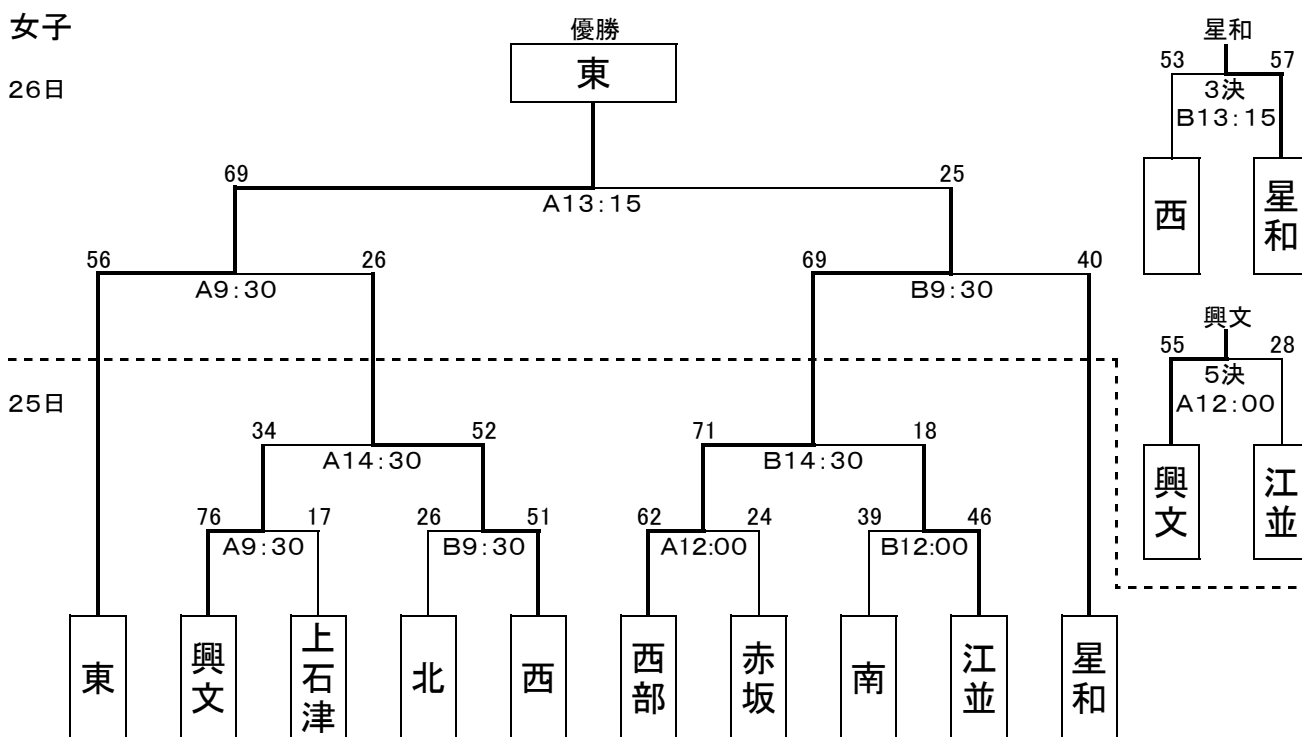 女子
優勝
東
26日
69
25
A13:15
56
26
A9:30
69
40
B9:30
星和
53
57
3決
B13:15
西
星和
興文
55
28
5決
A12:00
興文
江並
25日
34
52
A14:30
71
18
B14:30
76
17
A9:30
26
51
B9:30
62
24
A12:00
39
46
B12:00
東
興文
上石津
北
西
西部
赤坂
南
江並
星和